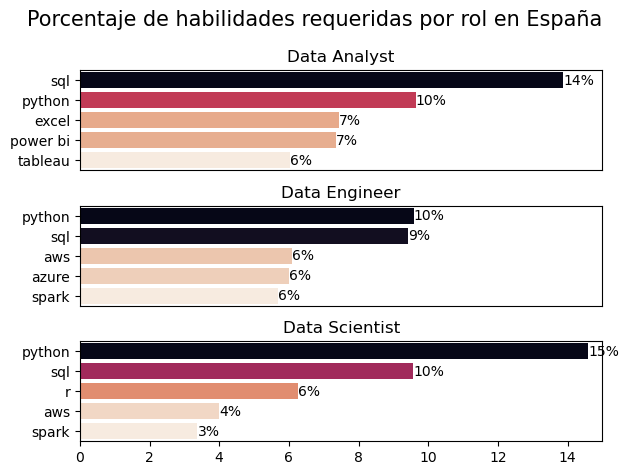 Porcentaje de habilidades requeridas por rol en España
Data Analyst
sql 14%
python 10%
excel 7%
power bi 7%
tableau 6%
Data Engineer
python 10%
sql 9%
aws 6%
azure 6%
spark 6%
Data Scientist
python 15%
sql 10%
r 6%
aws 4%
spark 3%
0 2 4 6 8 10 12 14